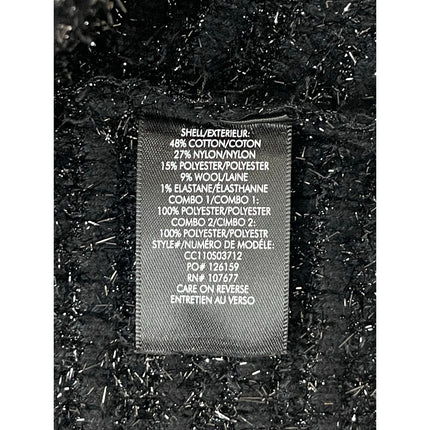 SHELL/EXTERIEUR:
48% COTTON/COTON
27% NYLON/NYLON
15% POLYESTER/POLYESTER
9% WOOL/LAINE
1% ELASTANE/ÉLASTHANNE
COMBO 1/COMBO 1:
100% POLYESTER/POLYESTER
COMBO 2/CIMBO 2:
100% POLYESTER/POLYESTR
STYLE#/NUMÉRO DE MODÈLE:
CC110S03712
PO# 126159
RN# 107677
CARE ON REVERSE
ENTRETIEN AU VERSO